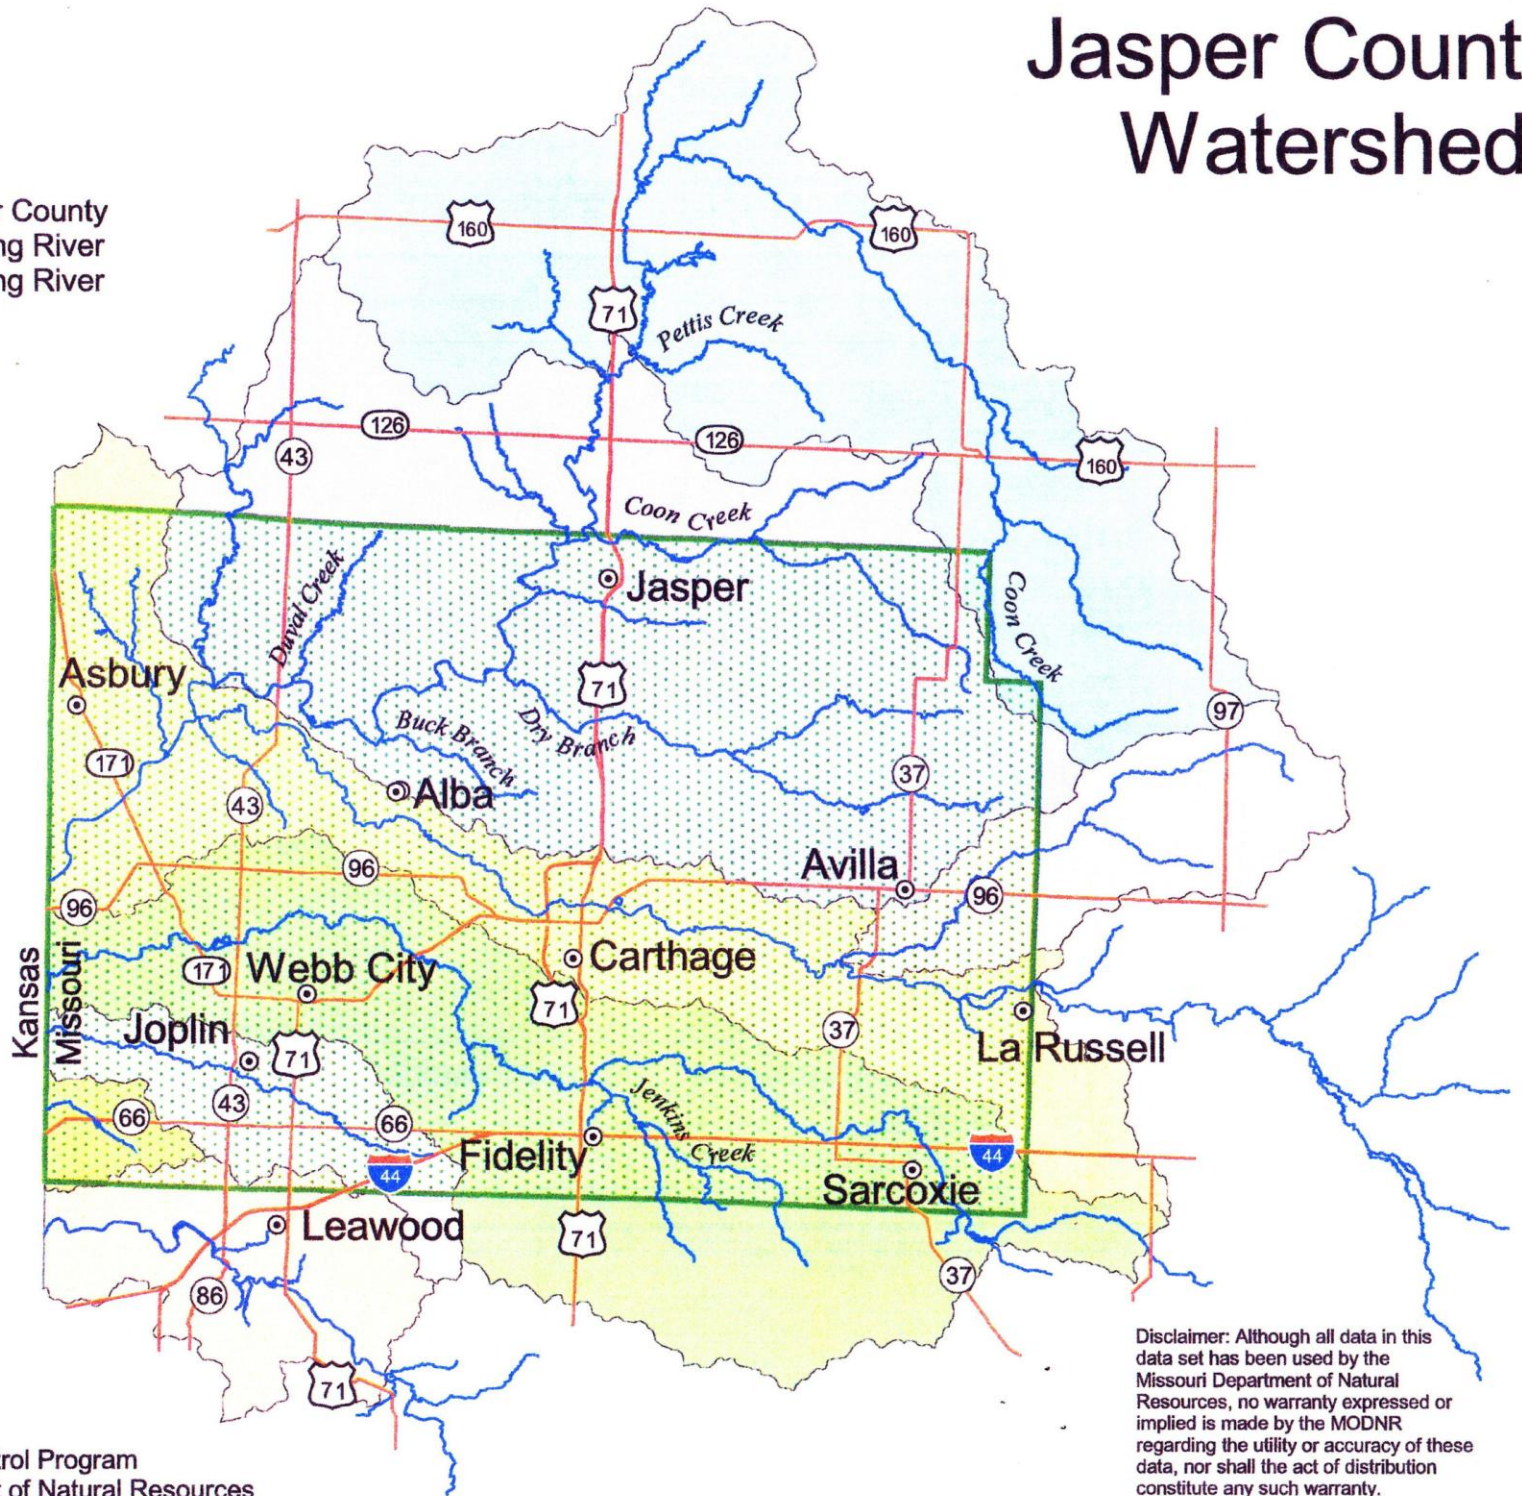 Jasper Count
Watershed
r County
ng River
ng River
160
160
71
Pettis Creek
126
126
43
160
Coon Creek
Jasper
Duval Creek
Coon Creek
Asbury
71
97
Buck Branch
Dry Branch
171
37
Alba
43
Avilla
96
96
96
Carthage
Kansas
Missouri
171
Webb City
71
Joplin
37
La Russell
71
43
66
66
Jenkins Creek
Fidelity
44
44
Sarcoxie
Leawood
71
37
86
71
Disclaimer: Although all data in this
data set has been used by the
Missouri Department of Natural
Resources, no warranty expressed or
implied is made by the MODNR
regarding the utility or accuracy of these
data, nor shall the act of distribution
constitute any such warranty.
trol Program
t of Natural Resources